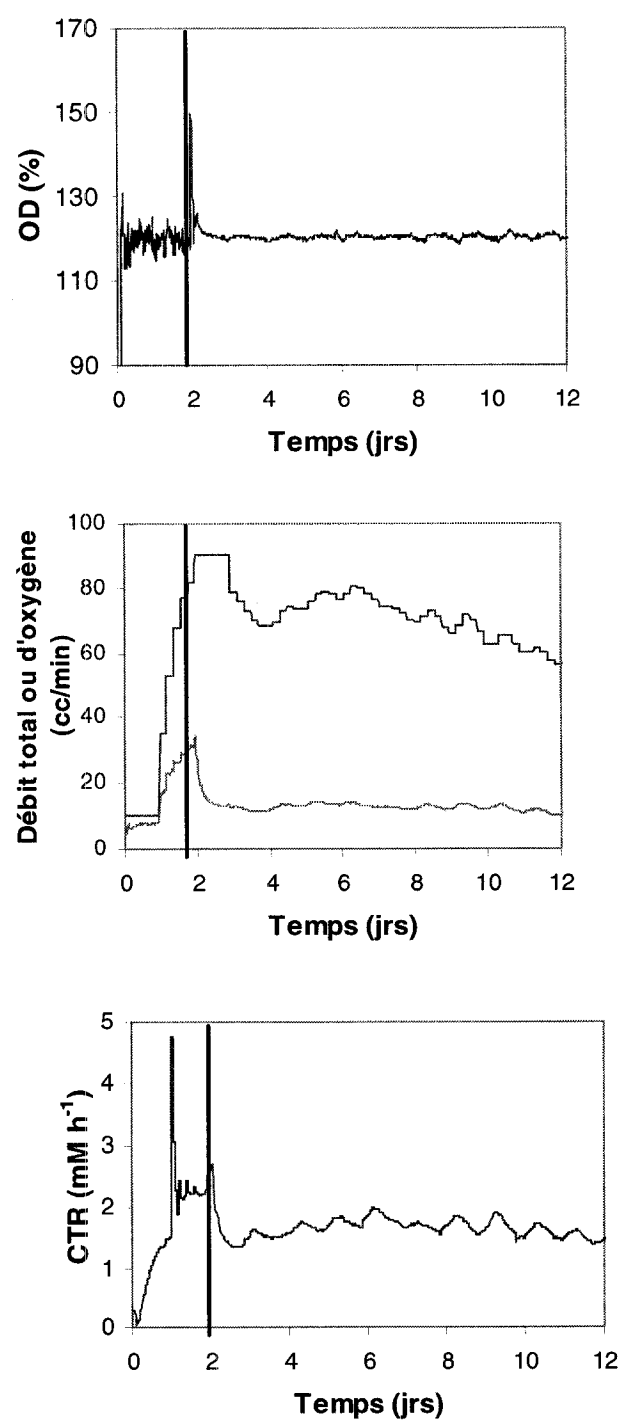 170
150
130
110
90
OD (%)
0 2 4 6 8 10 12
Temps (jrs)
100
80
60
40
20
0
Débit total ou d'oxygène
(cc/min)
0 2 4 6 8 10 12
Temps (jrs)
5
4
3
2
1
0
CTR (mM h⁻¹)
0 2 4 6 8 10 12
Temps (jrs)